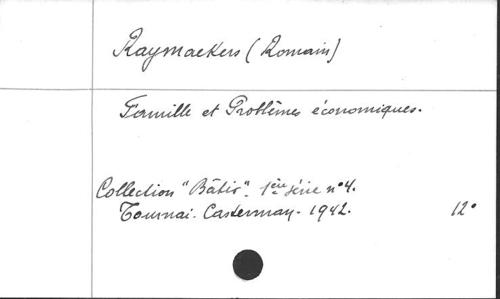 Raymaekers (Romain)
Famille et Problèmes économiques.
Collection "Bâtir". 1ère série n°4.
Tournai. Casterman. 1942. 12°